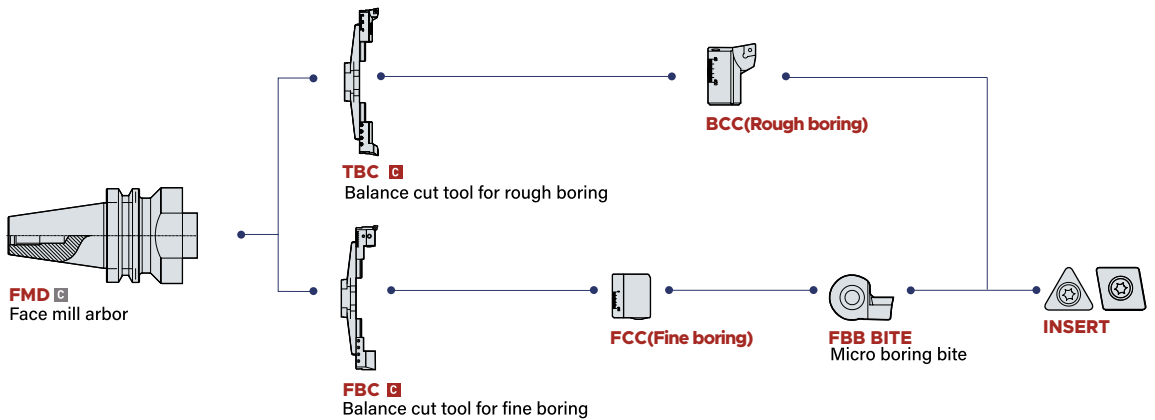 BCC(Rough boring)
TBC C
Balance cut tool for rough boring
FMD C
Face mill arbor
FCC(Fine boring)
FBB BITE
Micro boring bite
INSERT
FBC C
Balance cut tool for fine boring